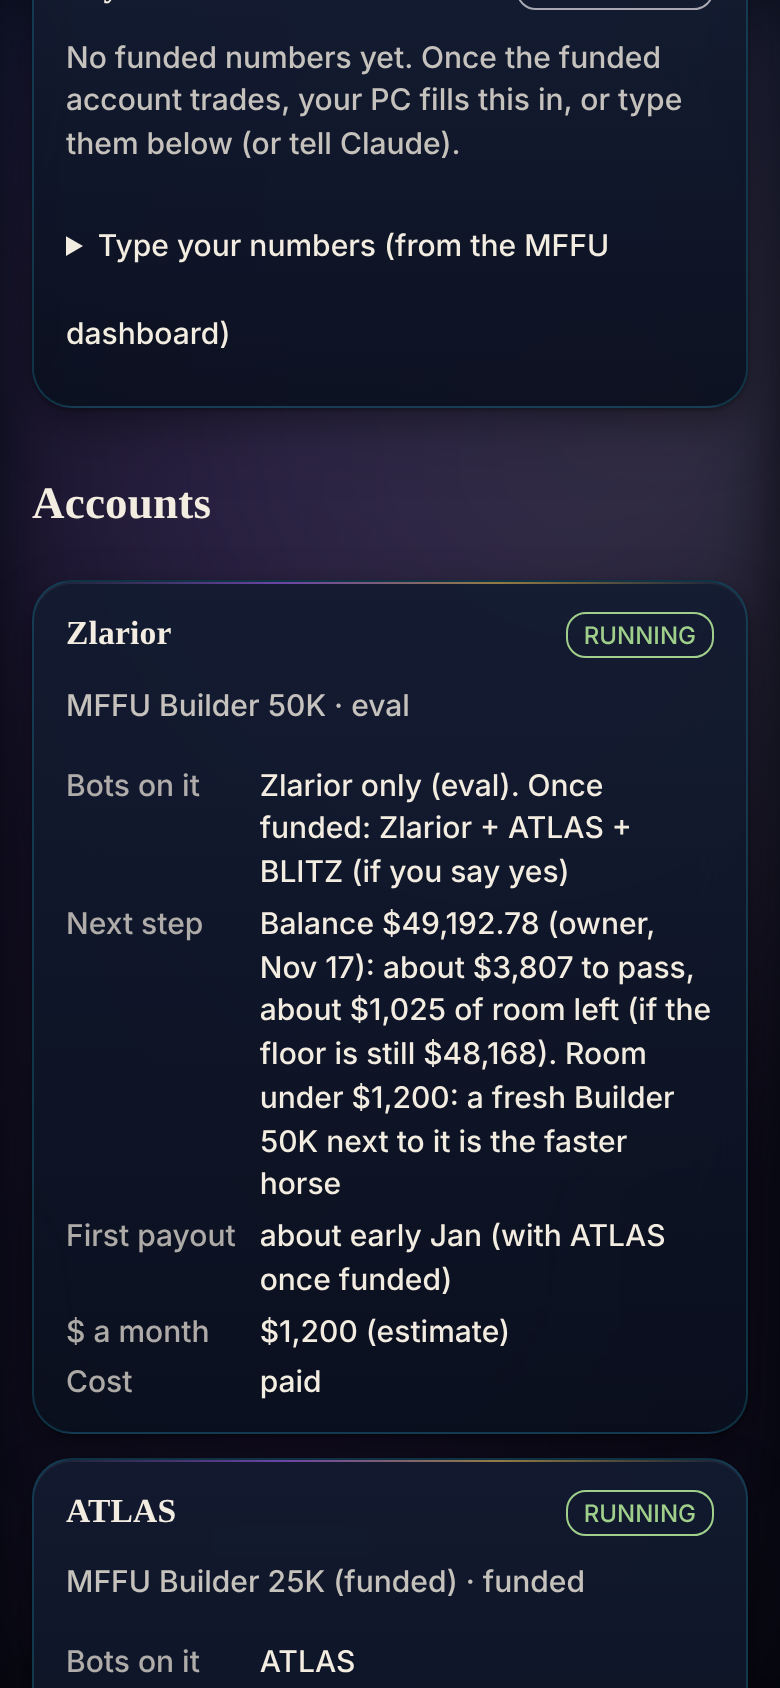 No funded numbers yet. Once the funded
account trades, your PC fills this in, or type
them below (or tell Claude).
▶ Type your numbers (from the MFFU
dashboard)
Accounts
Zlarior
RUNNING
MFFU Builder 50K · eval
Bots on it
Zlarior only (eval). Once
funded: Zlarior + ATLAS +
BLITZ (if you say yes)
Next step
Balance $49,192.78 (owner,
Nov 17): about $3,807 to pass,
about $1,025 of room left (if the
floor is still $48,168). Room
under $1,200: a fresh Builder
50K next to it is the faster
horse
First payout
about early Jan (with ATLAS
once funded)
$ a month
$1,200 (estimate)
Cost
paid
ATLAS
RUNNING
MFFU Builder 25K (funded) · funded
Bots on it
ATLAS